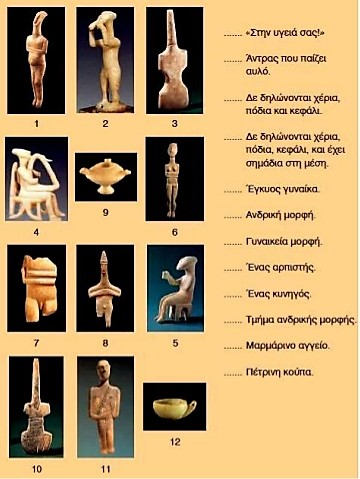 1
2
3
4
9
6
7
8
5
10
11
12
....... «Στην υγειά σας!»
....... Άντρας που παίζει
αυλό.
....... Δε δηλώνονται χέρια,
πόδια και κεφάλι.
....... Δε δηλώνονται χέρια,
πόδια, κεφάλι, και έχει
σημάδια στη μέση.
....... Έγκυος γυναίκα.
....... Ανδρική μορφή.
....... Γυναικεία μορφή.
....... Ένας αρπιστής.
....... Ένας κυνηγός.
....... Τμήμα ανδρικής μορφής.
....... Μαρμάρινο αγγείο.
....... Πέτρινη κούπα.